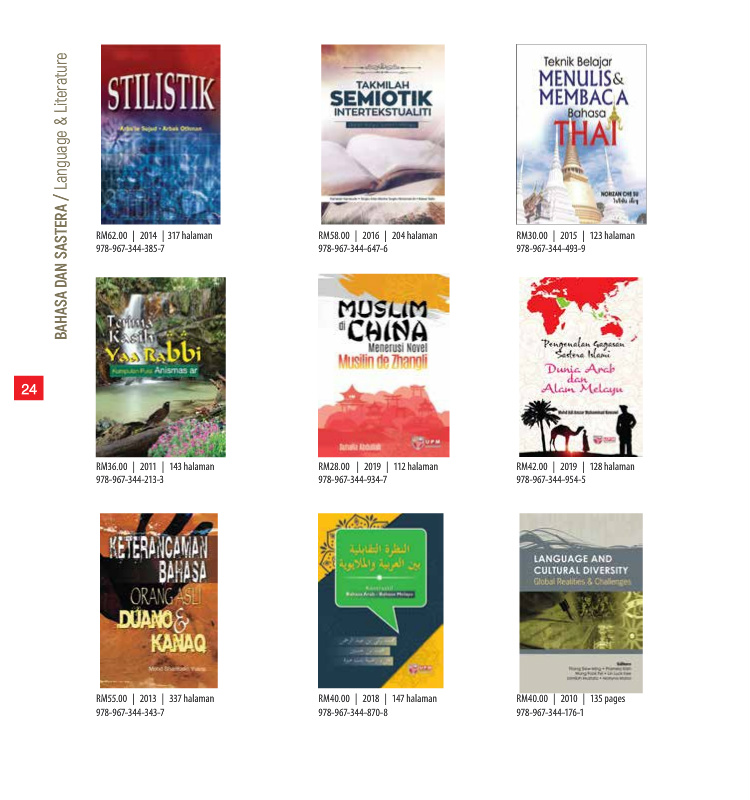 BAHASA DAN SASTERA / Language & Literature
24
STILISTIK
Arbak Othman
RM62.00 | 2014 | 317 halaman
978-967-344-385-7
TAKMILAH
SEMIOTIK
INTERTEKSTUALITI
RM58.00 | 2016 | 204 halaman
978-967-344-647-6
Teknik Belajar
MENULIS &
MEMBACA
Bahasa
THAI
NORIZAN CHE SU
RM30.00 | 2015 | 123 halaman
978-967-344-493-9
Terima
Kasih
Yaa Rabbi
Kumpulan Puisi Anismas ar
RM36.00 | 2011 | 143 halaman
978-967-344-213-3
MUSLIM
di CHINA
Menerusi Novel
Musilin de Zhangli
UPM
RM28.00 | 2019 | 112 halaman
978-967-344-934-7
Pengenalan Gagasan
Sastera Islami
Dunia Arab
dan
Alam Melayu
RM42.00 | 2019 | 128 halaman
978-967-344-954-5
KETERANCAMAN
BAHASA
ORANG ASLI
DUANO &
KANAQ
RM55.00 | 2013 | 337 halaman
978-967-344-343-7
النظرة التقابلية
بين العربية والملايوية
Kontrastif
Bahasa Arab - Bahasa Melayu
UPM
RM40.00 | 2018 | 147 halaman
978-967-344-870-8
LANGUAGE AND
CULTURAL DIVERSITY
Global Realities & Challenges
Editors
RM40.00 | 2010 | 135 pages
978-967-344-176-1